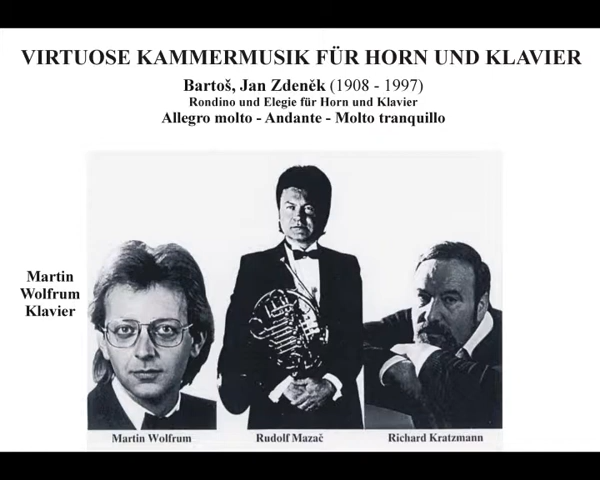 VIRTUOSE KAMMERMUSIK FÜR HORN UND KLAVIER
Bartoš, Jan Zdeněk (1908 - 1997)
Rondino und Elegie für Horn und Klavier
Allegro molto - Andante - Molto tranquillo
Martin
Wolfrum
Klavier
Martin Wolfrum
Rudolf Mazač
Richard Kratzmann